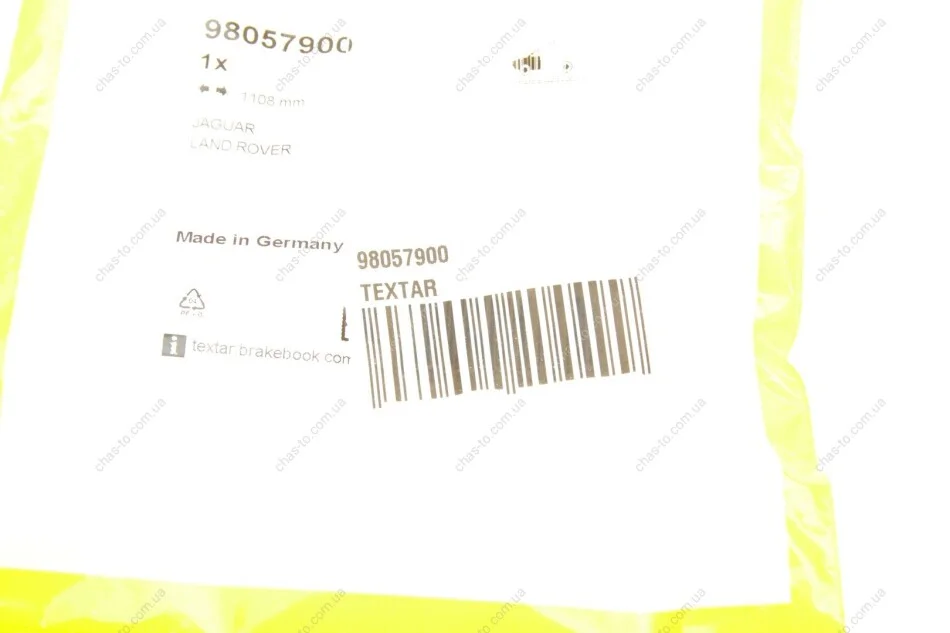 98057900
1x
1108 mm
JAGUAR
LAND ROVER
Made in Germany
98057900
TEXTAR
textar.brakebook.com
chas-to.com.ua